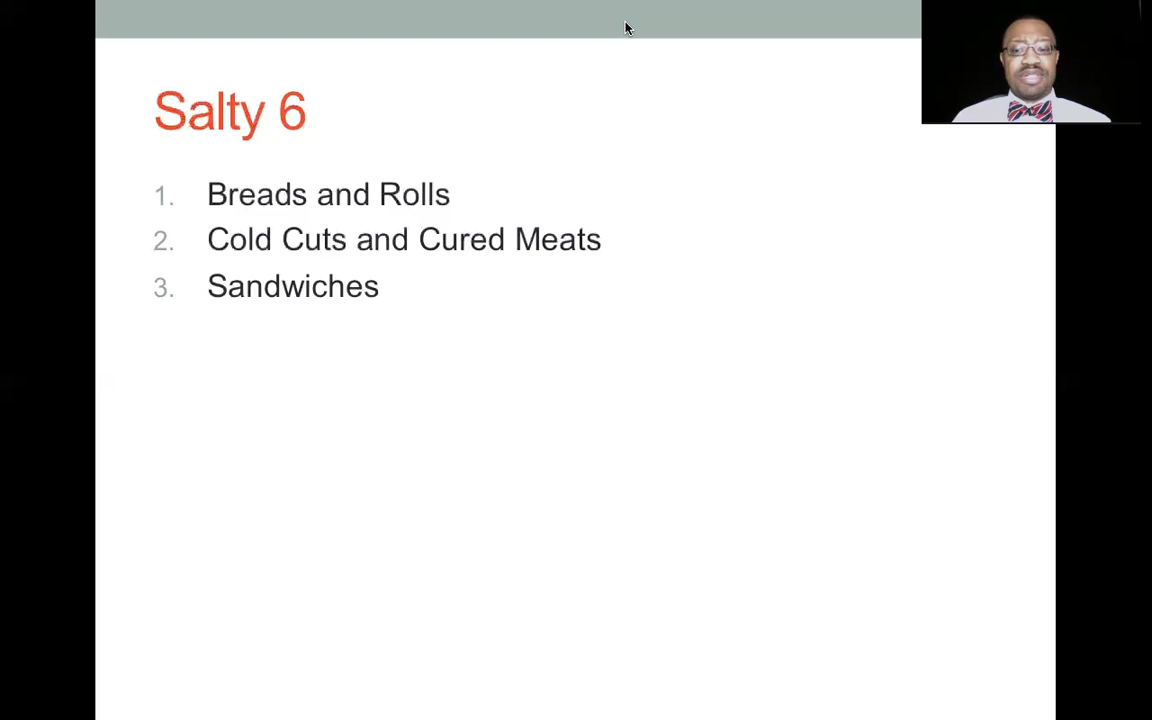 Salty 6
1. Breads and Rolls
2. Cold Cuts and Cured Meats
3. Sandwiches